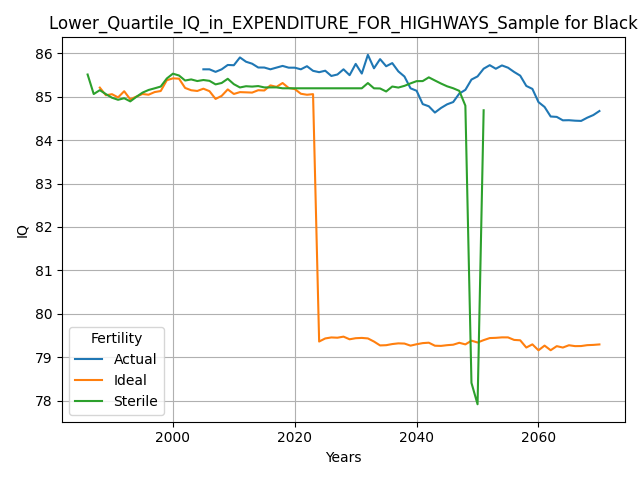 Lower_Quartile_IQ_in_EXPENDITURE_FOR_HIGHWAYS_Sample for Black
86
85
84
83
82
81
80
79
78
IQ
Fertility
Actual
Ideal
Sterile
2000 2020 2040 2060
Years